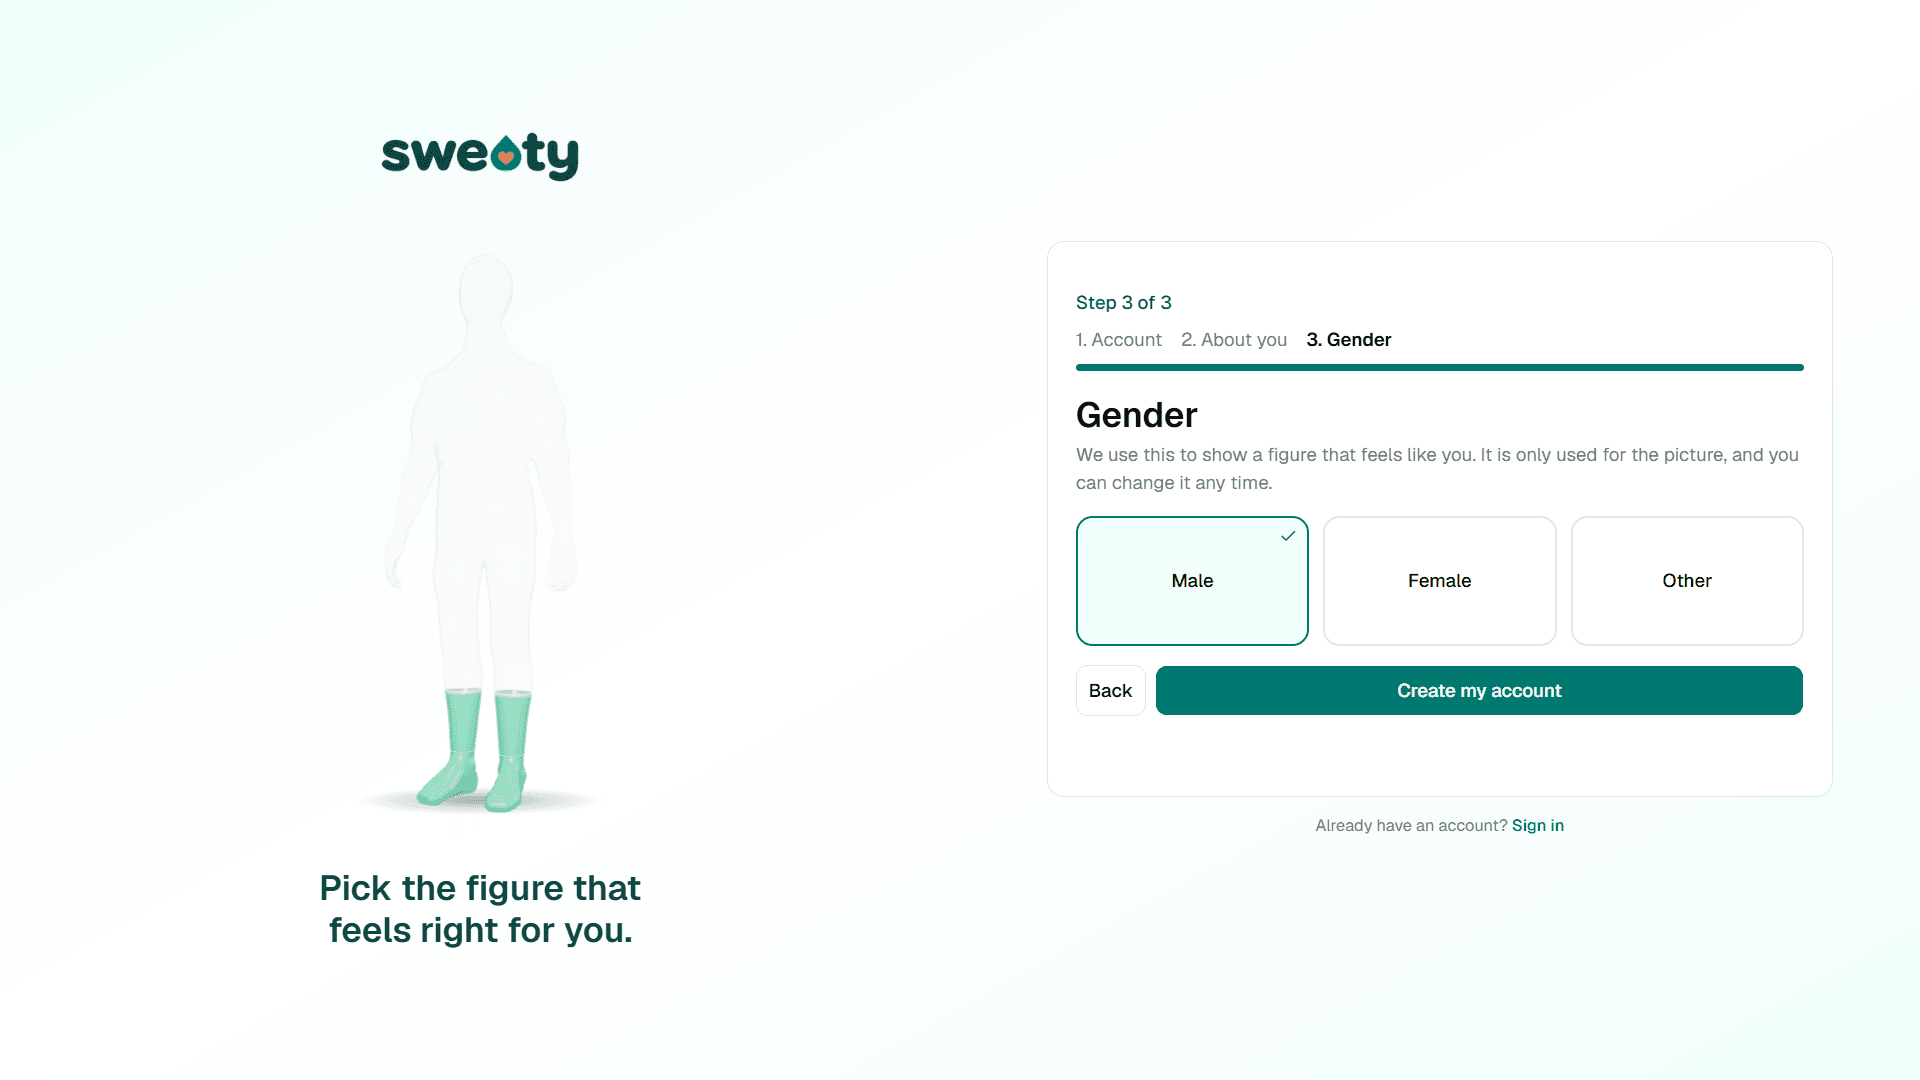 sweaty
Pick the figure that
feels right for you.
Step 3 of 3
1. Account 2. About you 3. Gender
Gender
We use this to show a figure that feels like you. It is only used for the picture, and you
can change it any time.
Male Female Other
Back Create my account
Already have an account? Sign in